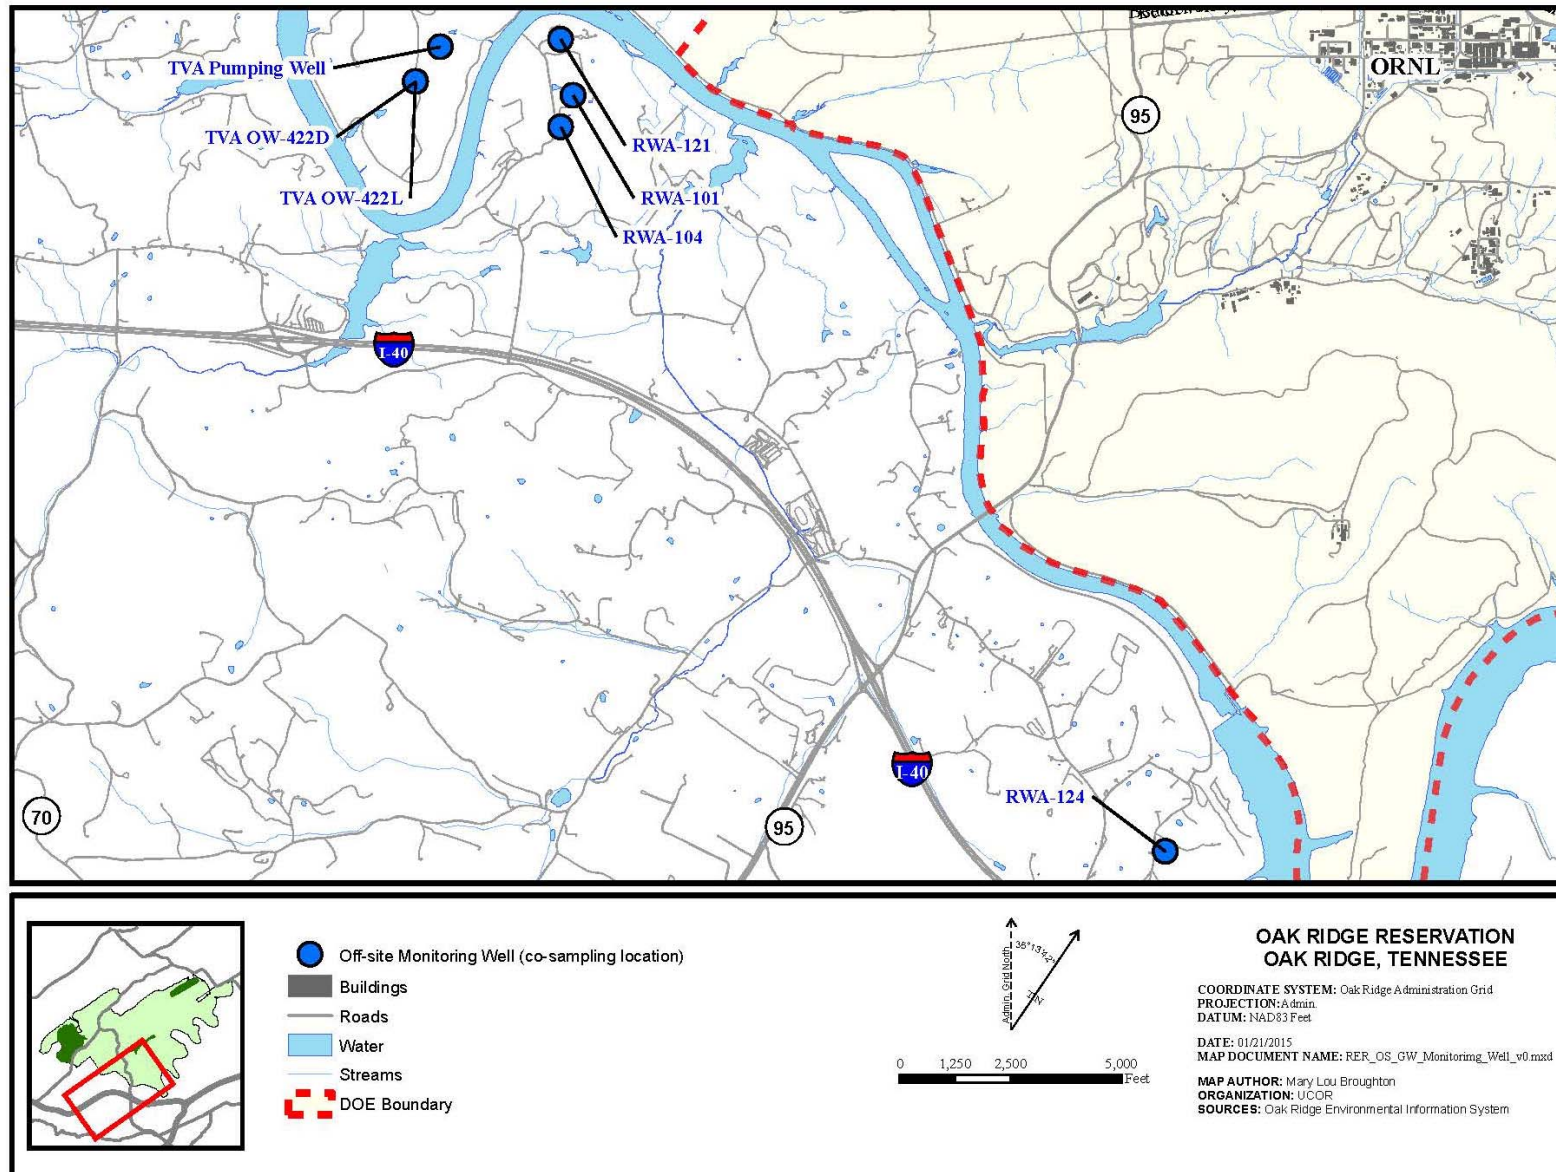 TVA Pumping Well
TVA OW-422D
TVA OW-422L
RWA-121
RWA-101
RWA-104
ORNL
95
I-40
I-40
RWA-124
70
95
Off-site Monitoring Well (co-sampling location)
Buildings
Roads
Water
Streams
DOE Boundary
Admin. Grid North
36°13'42"
TN
0 1,250 2,500 5,000
Feet
OAK RIDGE RESERVATION
OAK RIDGE, TENNESSEE
COORDINATE SYSTEM: Oak Ridge Administration Grid
PROJECTION: Admin.
DATUM: NAD83 Feet
DATE: 01/21/2015
MAP DOCUMENT NAME: RER_OS_GW_Monitorimg_Well_v0.mxd
MAP AUTHOR: Mary Lou Broughton
ORGANIZATION: UCOR
SOURCES: Oak Ridge Environmental Information System